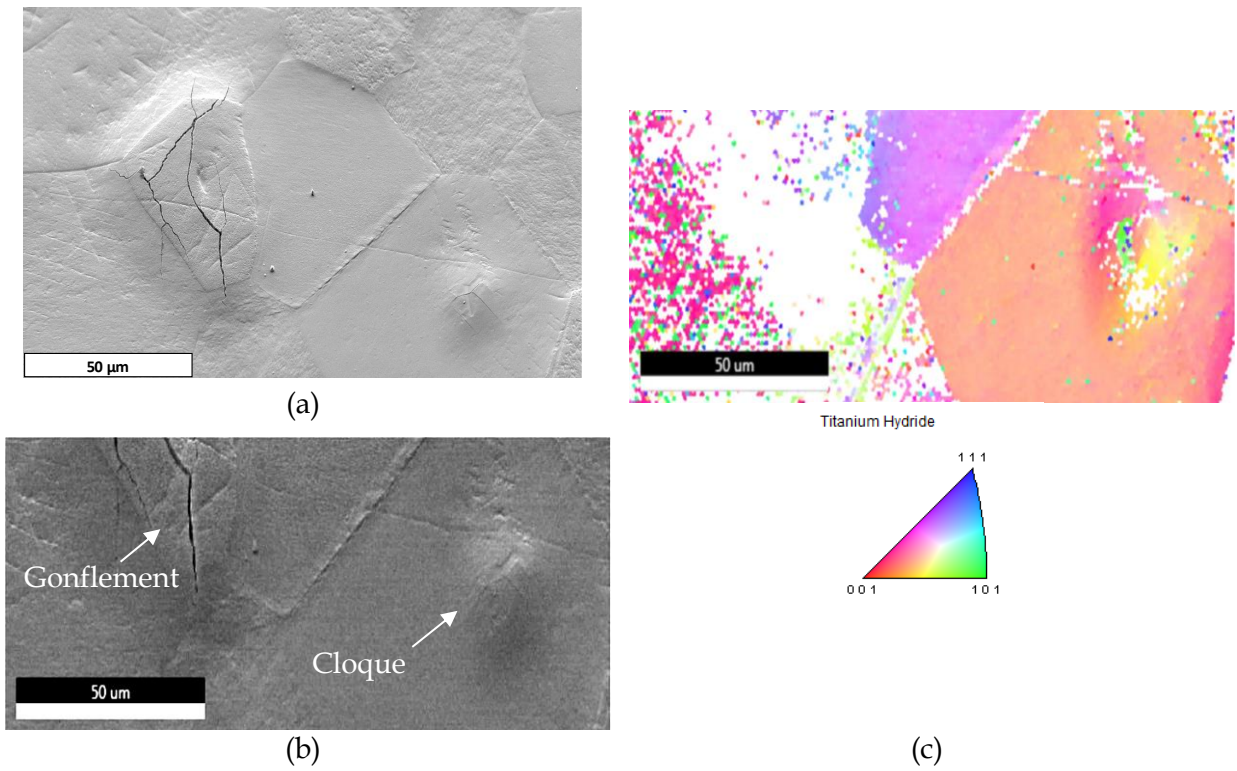 50 µm
(a)
50 um
Titanium Hydride
1 1 1
0 0 1
1 0 1
Gonflement
Cloque
50 um
(b)
(c)